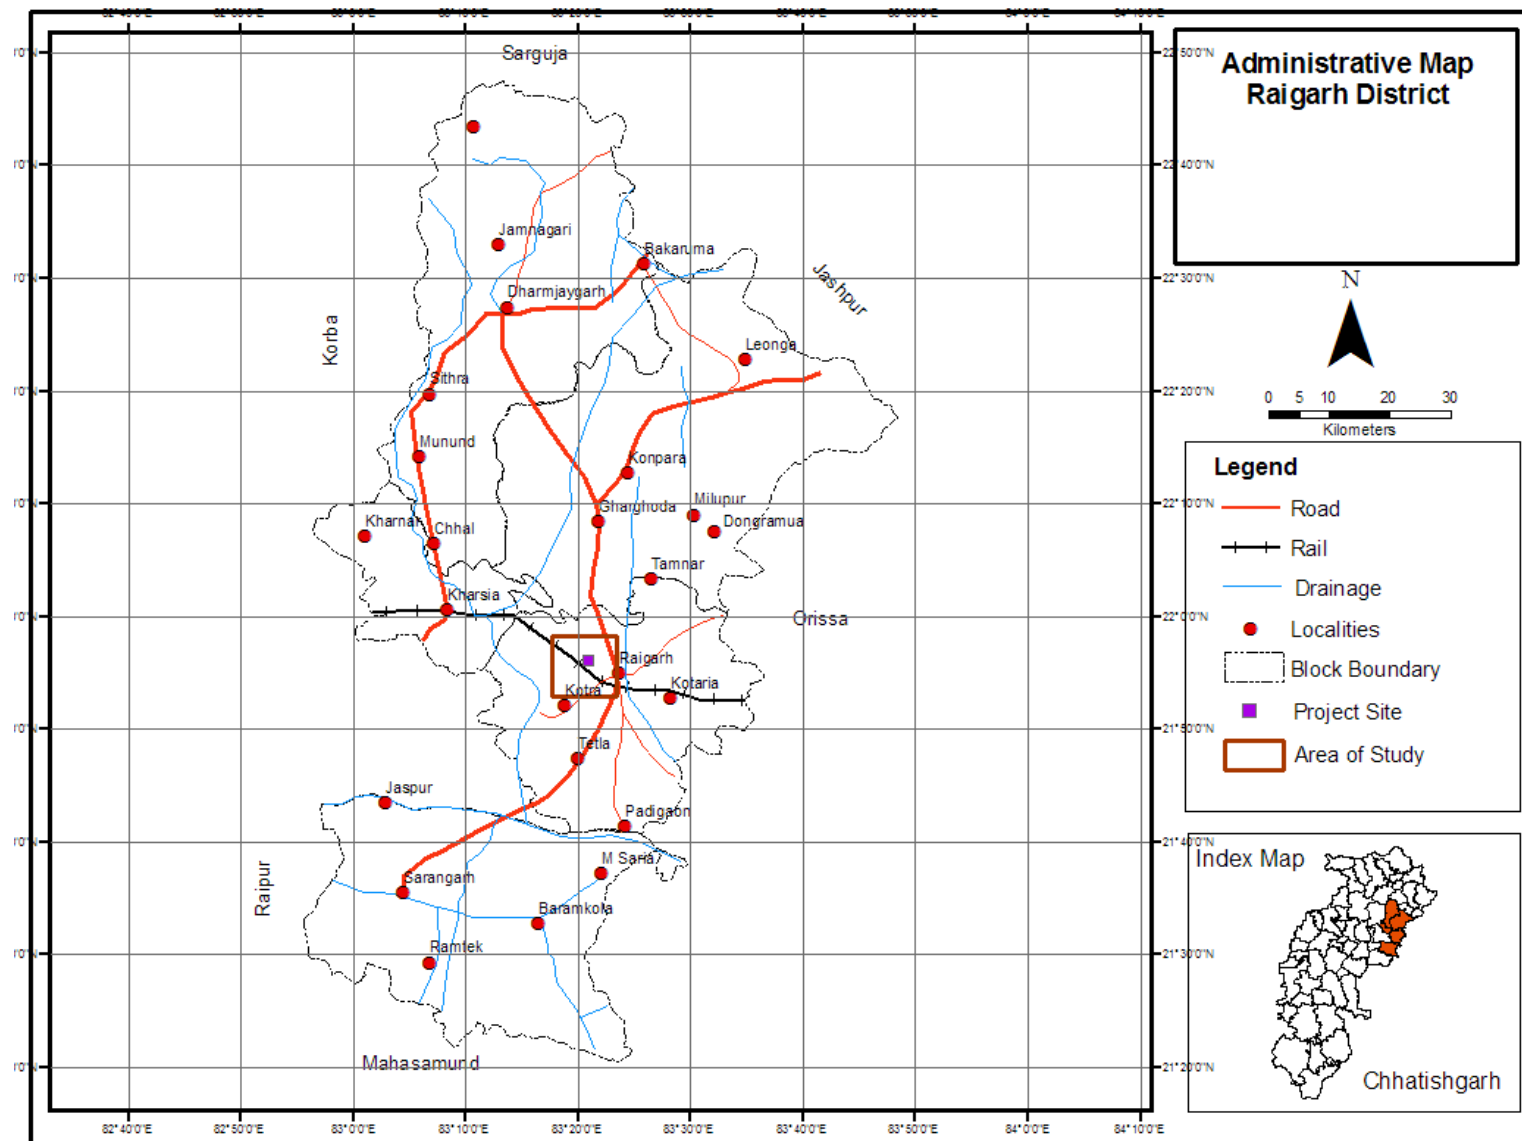 Administrative Map
Raigarh District
Sarguja
22°50'0"N
22°40'0"N
Jamnagari
Bakaruma
Jashpur
22°30'0"N
N
Dharmjaygarh
Korba
Leonga
Sithra
22°20'0"N
0 5 10 20 30
Kilometers
Munund
Konpara
Legend
Road
Rail
Drainage
Localities
Block Boundary
Project Site
Area of Study
22°10'0"N
Gharghoda
Milupur
Dongramua
Kharnar
Chhal
Tamnar
Kharsia
22°0'0"N
Orissa
Raigarh
Kotra
Kotaria
21°50'0"N
Tetla
Jaspur
Padigaon
21°40'0"N
M Saria
Index Map
Raipur
Sarangarh
Baramkola
Ramtek
21°30'0"N
Mahasamund
21°20'0"N
Chhatishgarh
82°40'0"E 82°50'0"E 83°0'0"E 83°10'0"E 83°20'0"E 83°30'0"E 83°40'0"E 83°50'0"E 84°0'0"E 84°10'0"E